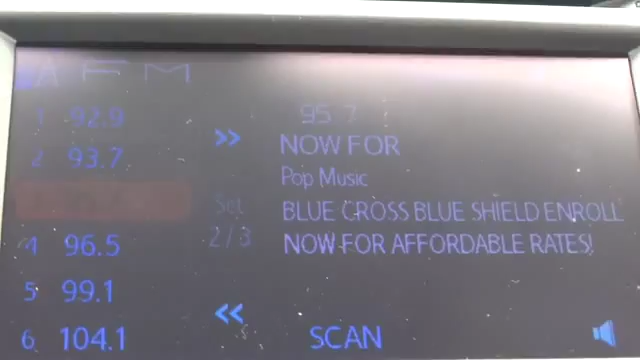 FM
1 92.9
2 93.7
4 96.5
5 99.1
6 104.1
>>
Set
2/3
<<
95.7
NOW FOR
Pop Music
BLUE CROSS BLUE SHIELD ENROLL
NOW FOR AFFORDABLE RATES!
SCAN